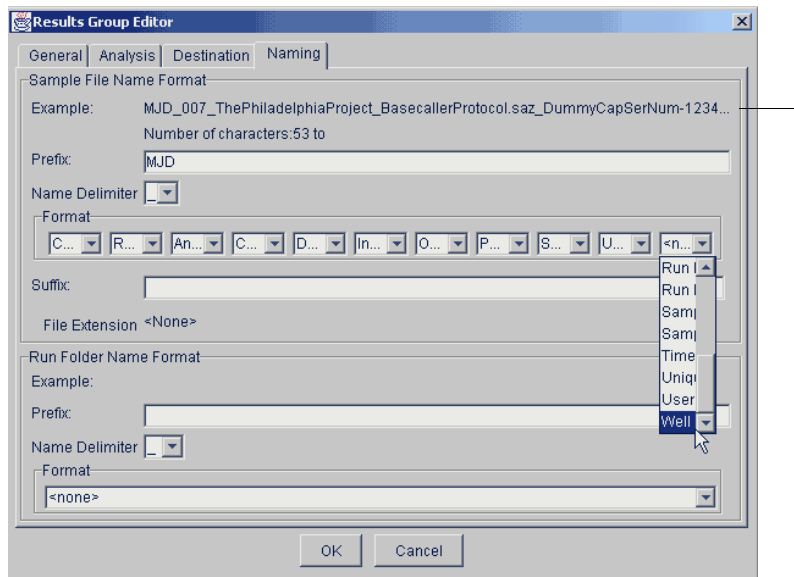 Results Group Editor
General Analysis Destination Naming
Sample File Name Format
Example: MJD_007_ThePhiladelphiaProject_BasecallerProtocol.saz_DummyCapSerNum-1234...
Number of characters:53 to
Prefix: MJD
Name Delimiter _
Format
C... R... An... C... D... In... O... P... S... U... <n...
Run
Run
Suffix:
Samp
Samp
File Extension <None>
Time
Run Folder Name Format
Example:
Uniqu
User
Prefix:
Well
Name Delimiter _
Format
<none>
OK Cancel